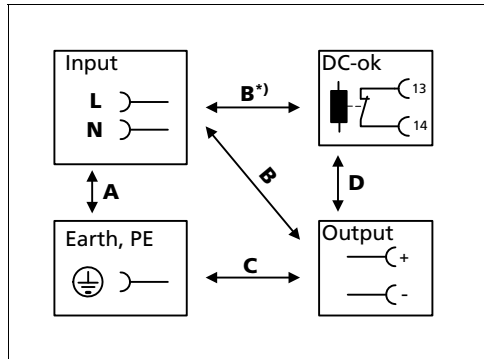 Input
L
N
B*)
DC-ok
13
14
A
B
D
Earth, PE
C
Output
+
-